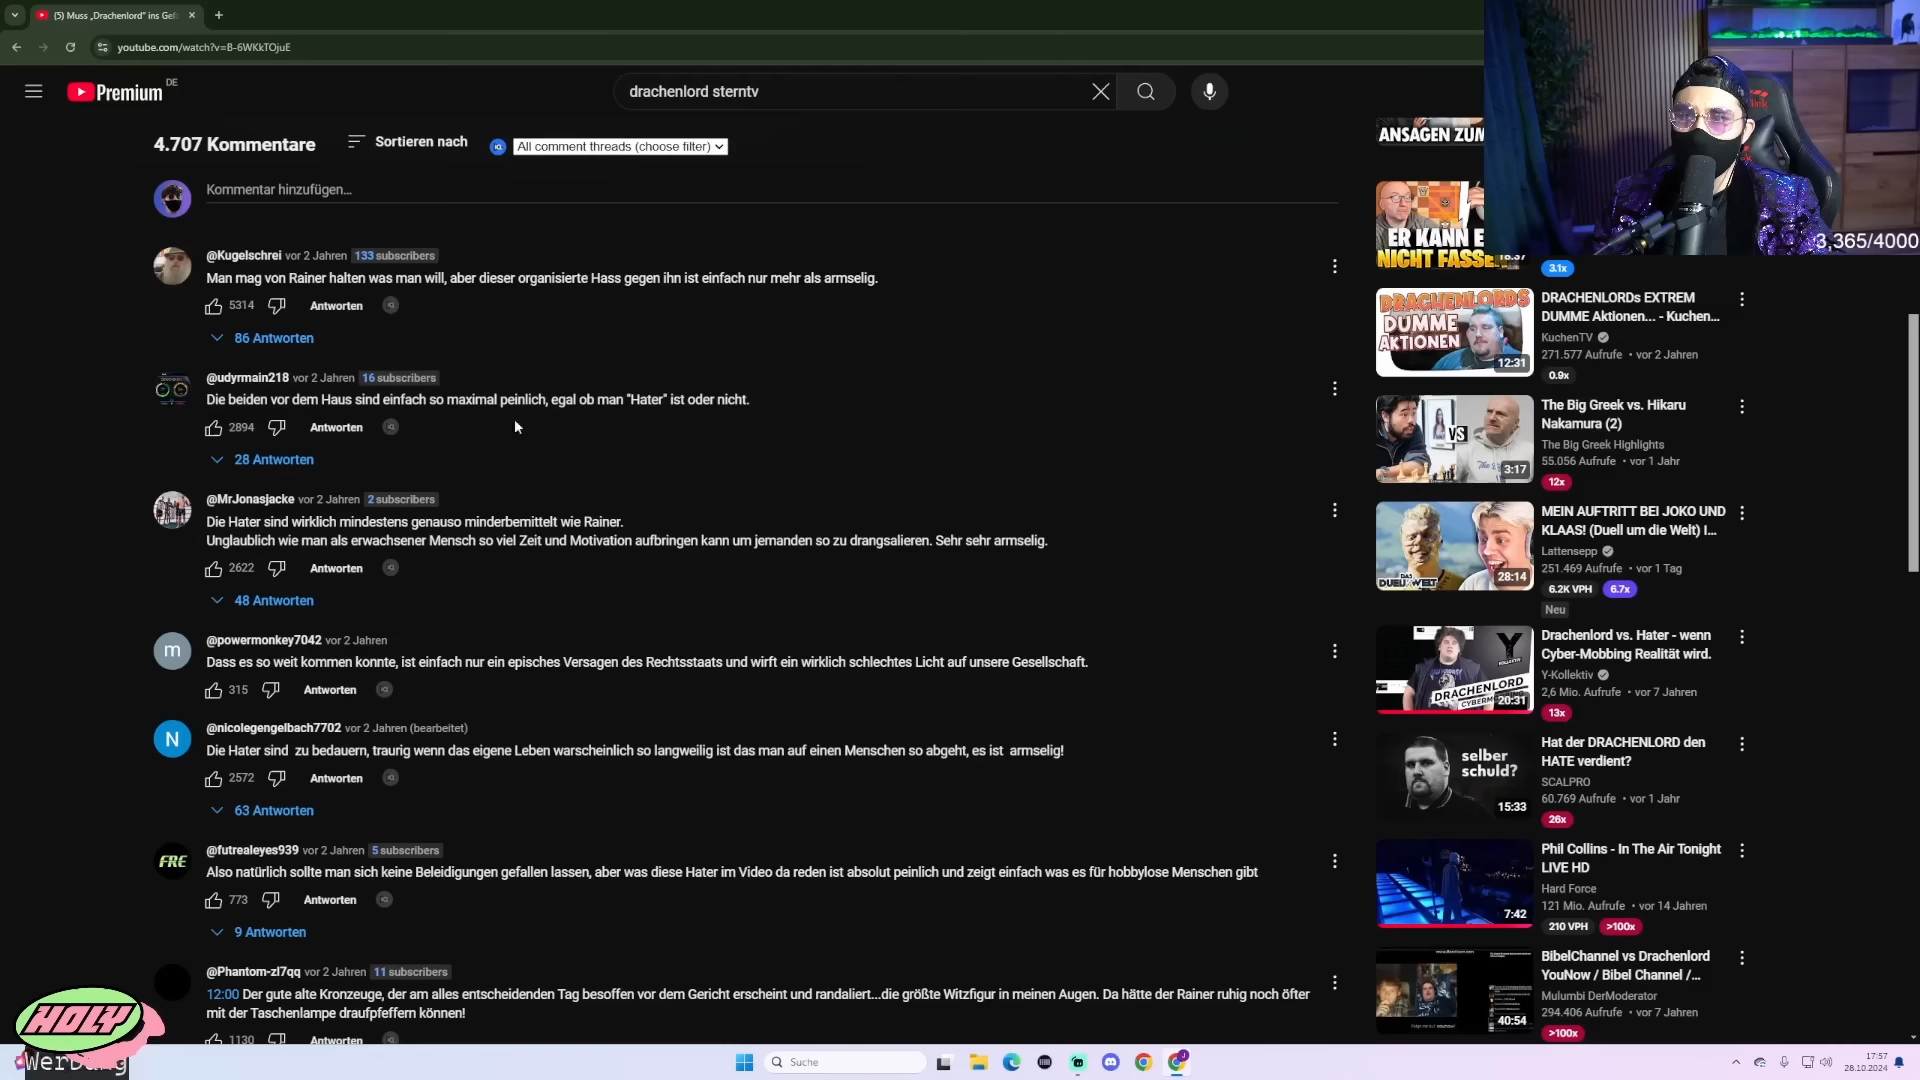 (5) Muss „Drachenlord" ins Gef
youtube.com/watch?v=B-6WKkTOjuE
Premium
DE
drachenlord sterntv
4.707 Kommentare
Sortieren nach
All comment threads (choose filter)
Kommentar hinzufügen...
@Kugelschrei vor 2 Jahren 133 subscribers
Man mag von Rainer halten was man will, aber dieser organisierte Hass gegen ihn ist einfach nur mehr als armselig.
5314 Antworten
86 Antworten
@udyrmain218 vor 2 Jahren 16 subscribers
Die beiden vor dem Haus sind einfach so maximal peinlich, egal ob man "Hater" ist oder nicht.
2894 Antworten
28 Antworten
@MrJonasjacke vor 2 Jahren 2 subscribers
Die Hater sind wirklich mindestens genauso minderbemittelt wie Rainer.
Unglaublich wie man als erwachsener Mensch so viel Zeit und Motivation aufbringen kann um jemanden so zu drangsalieren. Sehr sehr armselig.
2622 Antworten
48 Antworten
m
@powermonkey7042 vor 2 Jahren
Dass es so weit kommen konnte, ist einfach nur ein episches Versagen des Rechtsstaats und wirft ein wirklich schlechtes Licht auf unsere Gesellschaft.
315 Antworten
N
@nicolegengelbach7702 vor 2 Jahren (bearbeitet)
Die Hater sind zu bedauern, traurig wenn das eigene Leben warscheinlich so langweilig ist das man auf einen Menschen so abgeht, es ist armselig!
2572 Antworten
63 Antworten
FRE
@futrealeyes939 vor 2 Jahren 5 subscribers
Also natürlich sollte man sich keine Beleidigungen gefallen lassen, aber was diese Hater im Video da reden ist absolut peinlich und zeigt einfach was es für hobbylose Menschen gibt
773 Antworten
9 Antworten
@Phantom-zl7qq vor 2 Jahren 11 subscribers
12:00 Der gute alte Kronzeuge, der am alles entscheidenden Tag besoffen vor dem Gericht erscheint und randaliert...die größte Witzfigur in meinen Augen. Da hätte der Rainer ruhig noch öfter
mit der Taschenlampe draufpfeffern können!
1130 Antworten
3,365/4000
ANSAGEN ZUM
ER KANN E
NICHT FASSE
18:37
3.1x
DRACHENLORDS
DUMME
AKTIONEN
12:31
DRACHENLORDs EXTREM
DUMME Aktionen... - Kuchen...
KuchenTV
271.577 Aufrufe • vor 2 Jahren
0.9x
VS
3:17
The Big Greek vs. Hikaru
Nakamura (2)
The Big Greek Highlights
55.056 Aufrufe • vor 1 Jahr
12x
DAS
DUELL WELT
28:14
MEIN AUFTRITT BEI JOKO UND
KLAAS! (Duell um die Welt) I...
Lattensepp
251.469 Aufrufe • vor 1 Tag
6.2K VPH 6.7x
Neu
Y
KOLLEKTIV
DRACHENLORD
20:31
Drachenlord vs. Hater - wenn
Cyber-Mobbing Realität wird.
Y-Kollektiv
2,6 Mio. Aufrufe • vor 7 Jahren
13x
selber
schuld?
15:33
Hat der DRACHENLORD den
HATE verdient?
SCALPRO
60.769 Aufrufe • vor 1 Jahr
26x
7:42
Phil Collins - In The Air Tonight
LIVE HD
Hard Force
121 Mio. Aufrufe • vor 14 Jahren
210 VPH >100x
40:54
BibelChannel vs Drachenlord
YouNow / Bibel Channel /...
Mulumbi DerModerator
294.406 Aufrufe • vor 7 Jahren
>100x
HOLY
Werbung
Suche
17:57
28.10.2024